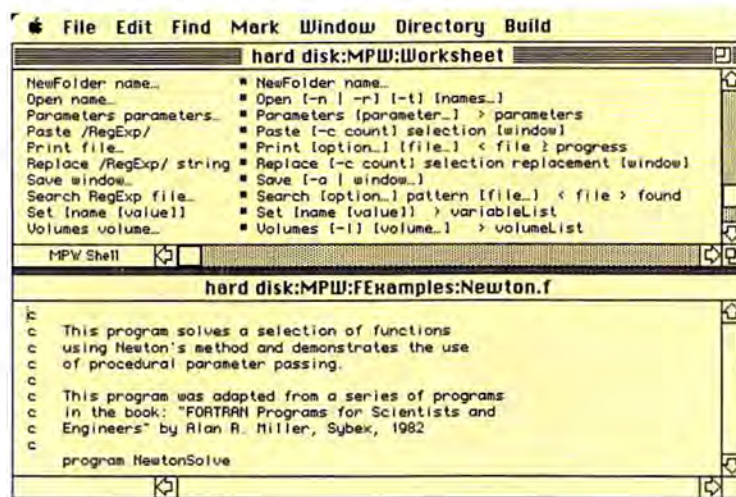 File Edit Find Mark Window Directory Build
hard disk:MPW:Worksheet
NewFolder name… ▪ NewFolder name…
Open name… ▪ Open [-n | -r] [-t] [names…]
Parameters parameters… ▪ Parameters [parameter…] > parameters
Paste /RegExp/ ▪ Paste [-c count] selection [window]
Print file… ▪ Print [option…] [file…] < file ≥ progress
Replace /RegExp/ string ▪ Replace [-c count] selection replacement [window]
Save window… ▪ Save [-a | window…]
Search RegExp file… ▪ Search [option…] pattern [file…] < file > found
Set [name [value]] ▪ Set [name [value]] > variableList
Volumes volume… ▪ Volumes [-l] [volume…] > volumeList
MPW Shell
hard disk:MPW:FExamples:Newton.f
c
c This program solves a selection of functions
c using Newton's method and demonstrates the use
c of procedural parameter passing.
c
c This program was adapted from a series of programs
c in the book: "FORTRAN Programs for Scientists and
c Engineers" by Alan R. Miller, Sybex, 1982
c
program NewtonSolve